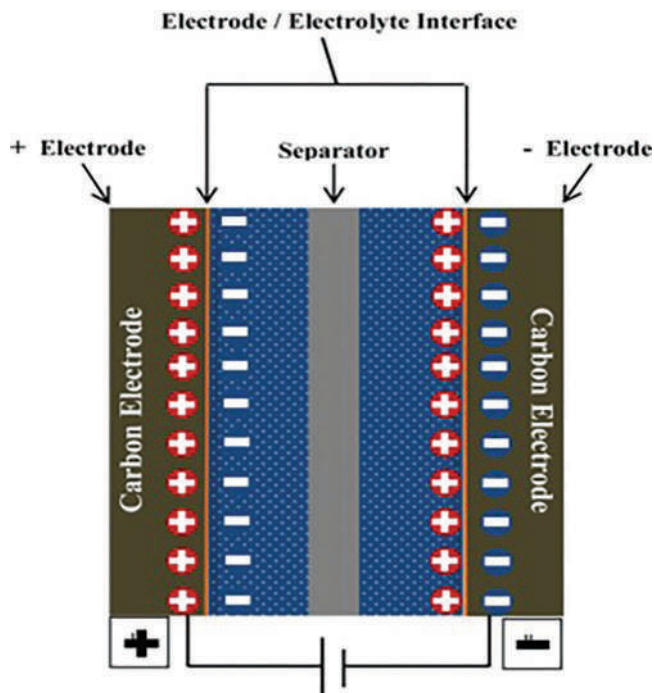 Electrode / Electrolyte Interface
+ Electrode
Separator
- Electrode
Carbon Electrode
Carbon Electrode